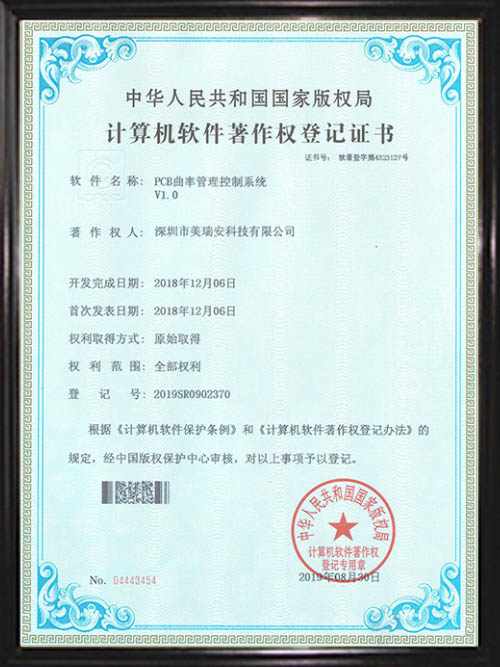 中华人民共和国国家版权局
计算机软件著作权登记证书
证书号： 软著登字第4323127号
软件名称： PCB曲率管理控制系统
V1.0
著作权人： 深圳市美瑞安科技有限公司
开发完成日期： 2018年12月06日
首次发表日期： 2018年12月06日
权利取得方式： 原始取得
权利范围： 全部权利
登记号： 2019SR0902370
根据《计算机软件保护条例》和《计算机软件著作权登记办法》的
规定，经中国版权保护中心审核，对以上事项予以登记。
中华人民共和国国家版权局
计算机软件著作权
登记专用章
2019年08月30日
No. 04443454